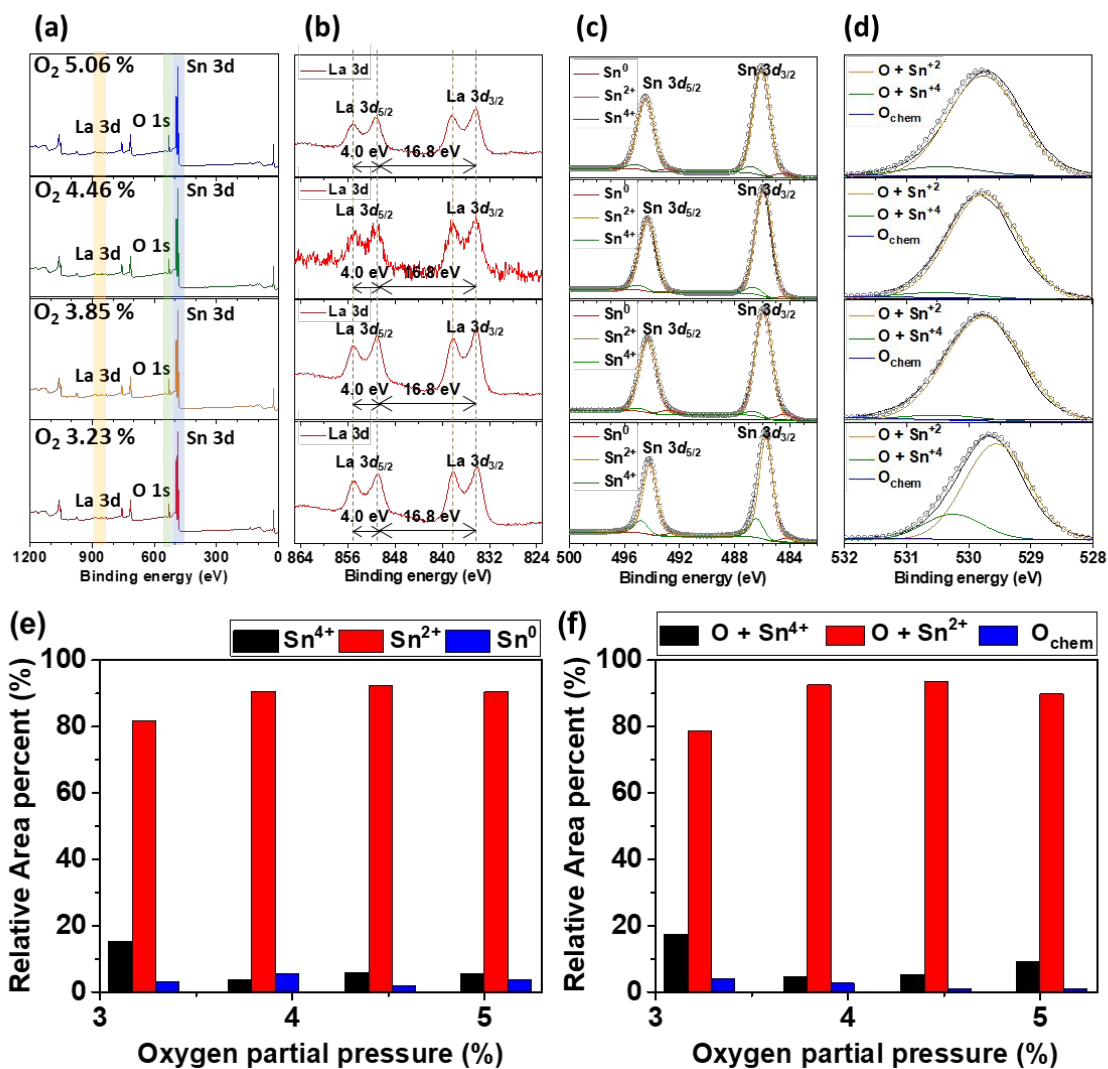 (a)
O2 5.06 %
Sn 3d
La 3d
O 1s
O2 4.46 %
Sn 3d
La 3d
O 1s
O2 3.85 %
Sn 3d
La 3d
O 1s
O2 3.23 %
Sn 3d
La 3d
O 1s
1200 900 600 300 0
Binding energy (eV)
(b)
La 3d
La 3d5/2
La 3d3/2
4.0 eV 16.8 eV
La 3d
La 3d5/2
La 3d3/2
4.0 eV 16.8 eV
La 3d
La 3d5/2
La 3d3/2
4.0 eV 16.8 eV
La 3d
La 3d5/2
La 3d3/2
4.0 eV 16.8 eV
864 856 848 840 832 824
Binding energy (eV)
(c)
Sn0
Sn2+
Sn4+
Sn 3d5/2
Sn 3d3/2
Sn0
Sn2+
Sn4+
Sn 3d5/2
Sn 3d3/2
Sn0
Sn2+
Sn4+
Sn 3d5/2
Sn 3d3/2
Sn0
Sn2+
Sn4+
Sn 3d5/2
Sn 3d3/2
500 496 492 488 484
Binding energy (eV)
(d)
O + Sn+2
O + Sn+4
Ochem
O + Sn+2
O + Sn+4
Ochem
O + Sn+2
O + Sn+4
Ochem
O + Sn+2
O + Sn+4
Ochem
532 531 530 529 528
Binding energy (eV)
(e)
Sn4+ Sn2+ Sn0
Relative Area percent (%)
100
80
60
40
20
0
3 4 5
Oxygen partial pressure (%)
(f)
O + Sn4+ O + Sn2+ Ochem
Relative Area percent (%)
100
80
60
40
20
0
3 4 5
Oxygen partial pressure (%)